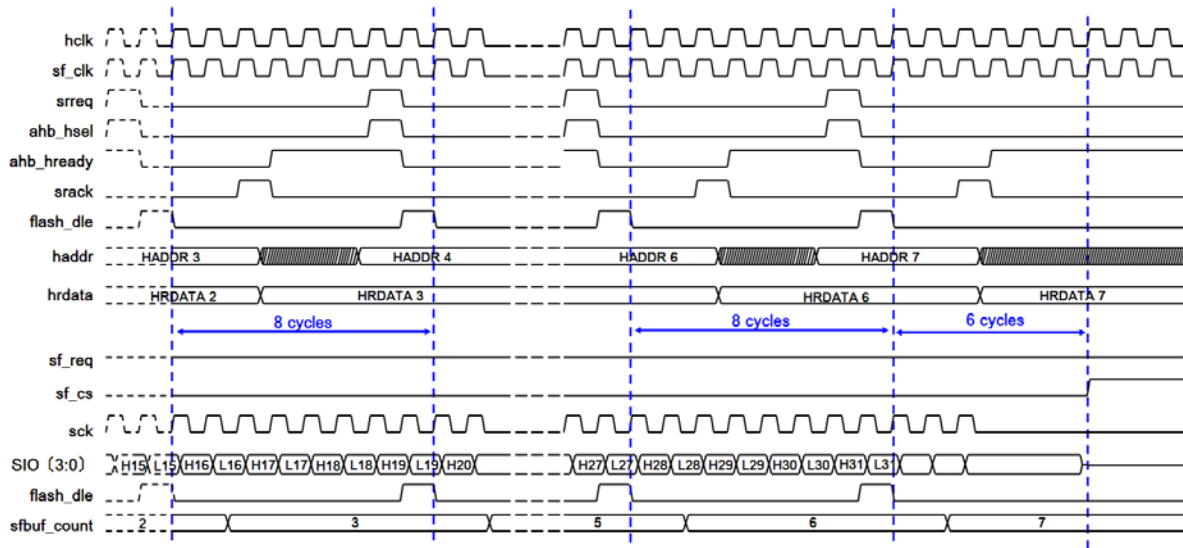 hclk
sf_clk
srreq
ahb_hsel
ahb_hready
srack
flash_dle
haddr HADDR 3 HADDR 4 HADDR 6 HADDR 7
hrdata HRDATA 2 HRDATA 3 HRDATA 6 HRDATA 7
8 cycles 8 cycles 6 cycles
sf_req
sf_cs
sck
SIO（3:0） H15 L15 H16 L16 H17 L17 H18 L18 H19 L19 H20 H27 L27 H28 L28 H29 L29 H30 L30 H31 L31
flash_dle
sfbuf_count 2 3 5 6 7